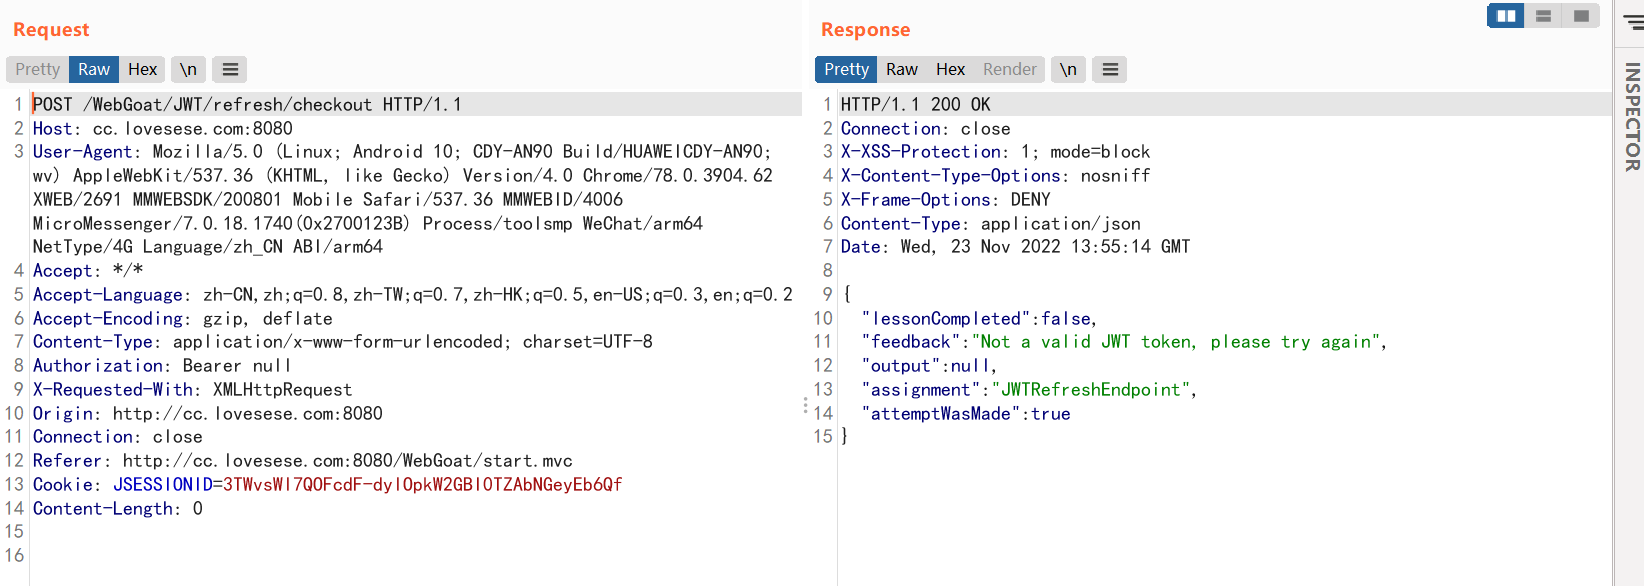 Request
Pretty Raw Hex \n
1 POST /WebGoat/JWT/refresh/checkout HTTP/1.1
2 Host: cc.lovesese.com:8080
3 User-Agent: Mozilla/5.0 (Linux; Android 10; CDY-AN90 Build/HUAWEICDY-AN90;
wv) AppleWebKit/537.36 (KHTML, like Gecko) Version/4.0 Chrome/78.0.3904.62
XWEB/2691 MMWEBSDK/200801 Mobile Safari/537.36 MMWEBID/4006
MicroMessenger/7.0.18.1740(0x2700123B) Process/toolsmp WeChat/arm64
NetType/4G Language/zh_CN ABI/arm64
4 Accept: */*
5 Accept-Language: zh-CN,zh;q=0.8,zh-TW;q=0.7,zh-HK;q=0.5,en-US;q=0.3,en;q=0.2
6 Accept-Encoding: gzip, deflate
7 Content-Type: application/x-www-form-urlencoded; charset=UTF-8
8 Authorization: Bearer null
9 X-Requested-With: XMLHttpRequest
10 Origin: http://cc.lovesese.com:8080
11 Connection: close
12 Referer: http://cc.lovesese.com:8080/WebGoat/start.mvc
13 Cookie: JSESSIONID=3TWvsWl7QOFcdF-dylOpkW2GBl0TZAbNGeyEb6Qf
14 Content-Length: 0
15
16
Response
Pretty Raw Hex Render \n
1 HTTP/1.1 200 OK
2 Connection: close
3 X-XSS-Protection: 1; mode=block
4 X-Content-Type-Options: nosniff
5 X-Frame-Options: DENY
6 Content-Type: application/json
7 Date: Wed, 23 Nov 2022 13:55:14 GMT
8
9 {
10 "lessonCompleted":false,
11 "feedback":"Not a valid JWT token, please try again",
12 "output":null,
13 "assignment":"JWTRefreshEndpoint",
14 "attemptWasMade":true
15 }
INSPECTOR